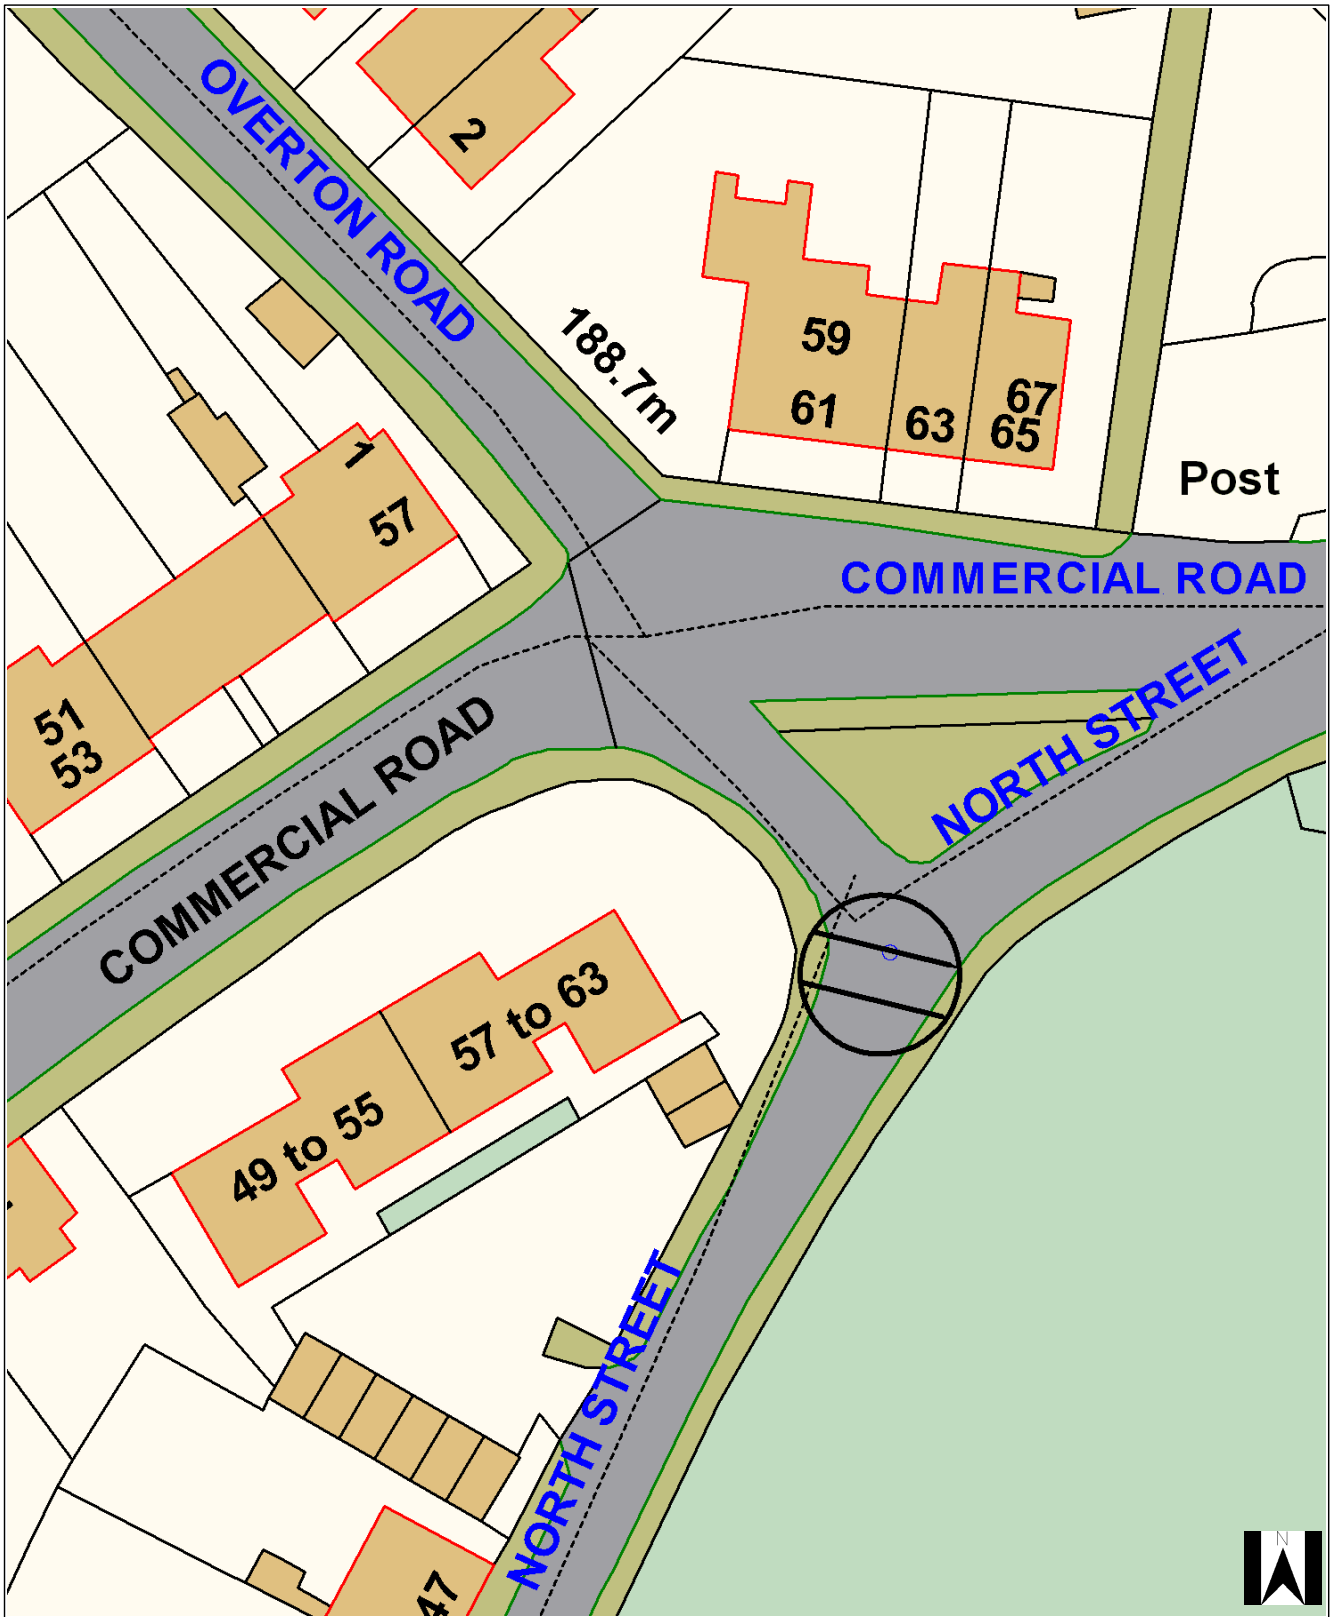 OVERTON ROAD
2
188.7m
59
61
63
67
65
Post
1
57
51
53
COMMERCIAL ROAD
COMMERCIAL ROAD
NORTH STREET
57 to 63
49 to 55
NORTH STREET
47
N